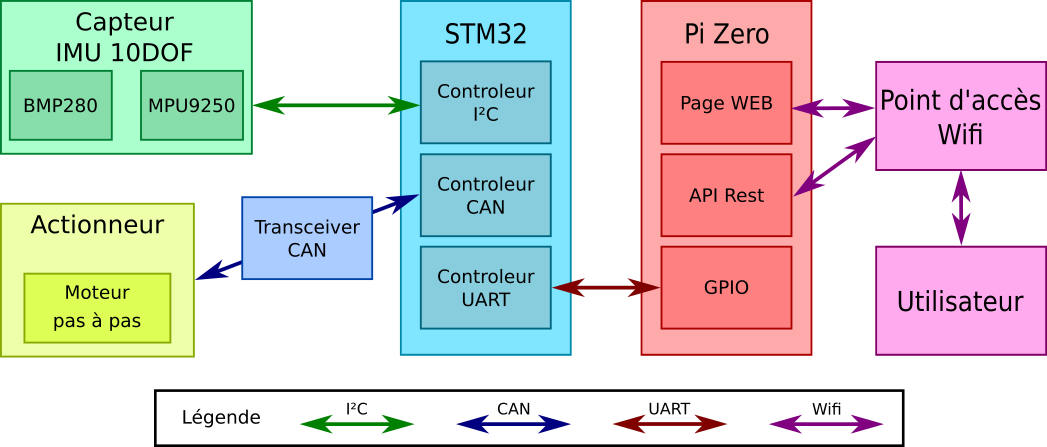 Capteur
IMU 10DOF
BMP280
MPU9250
Actionneur
Moteur
pas à pas
Transceiver
CAN
STM32
Controleur
I²C
Controleur
CAN
Controleur
UART
Pi Zero
Page WEB
API Rest
GPIO
Point d'accès
Wifi
Utilisateur
Légende
I²C
CAN
UART
Wifi